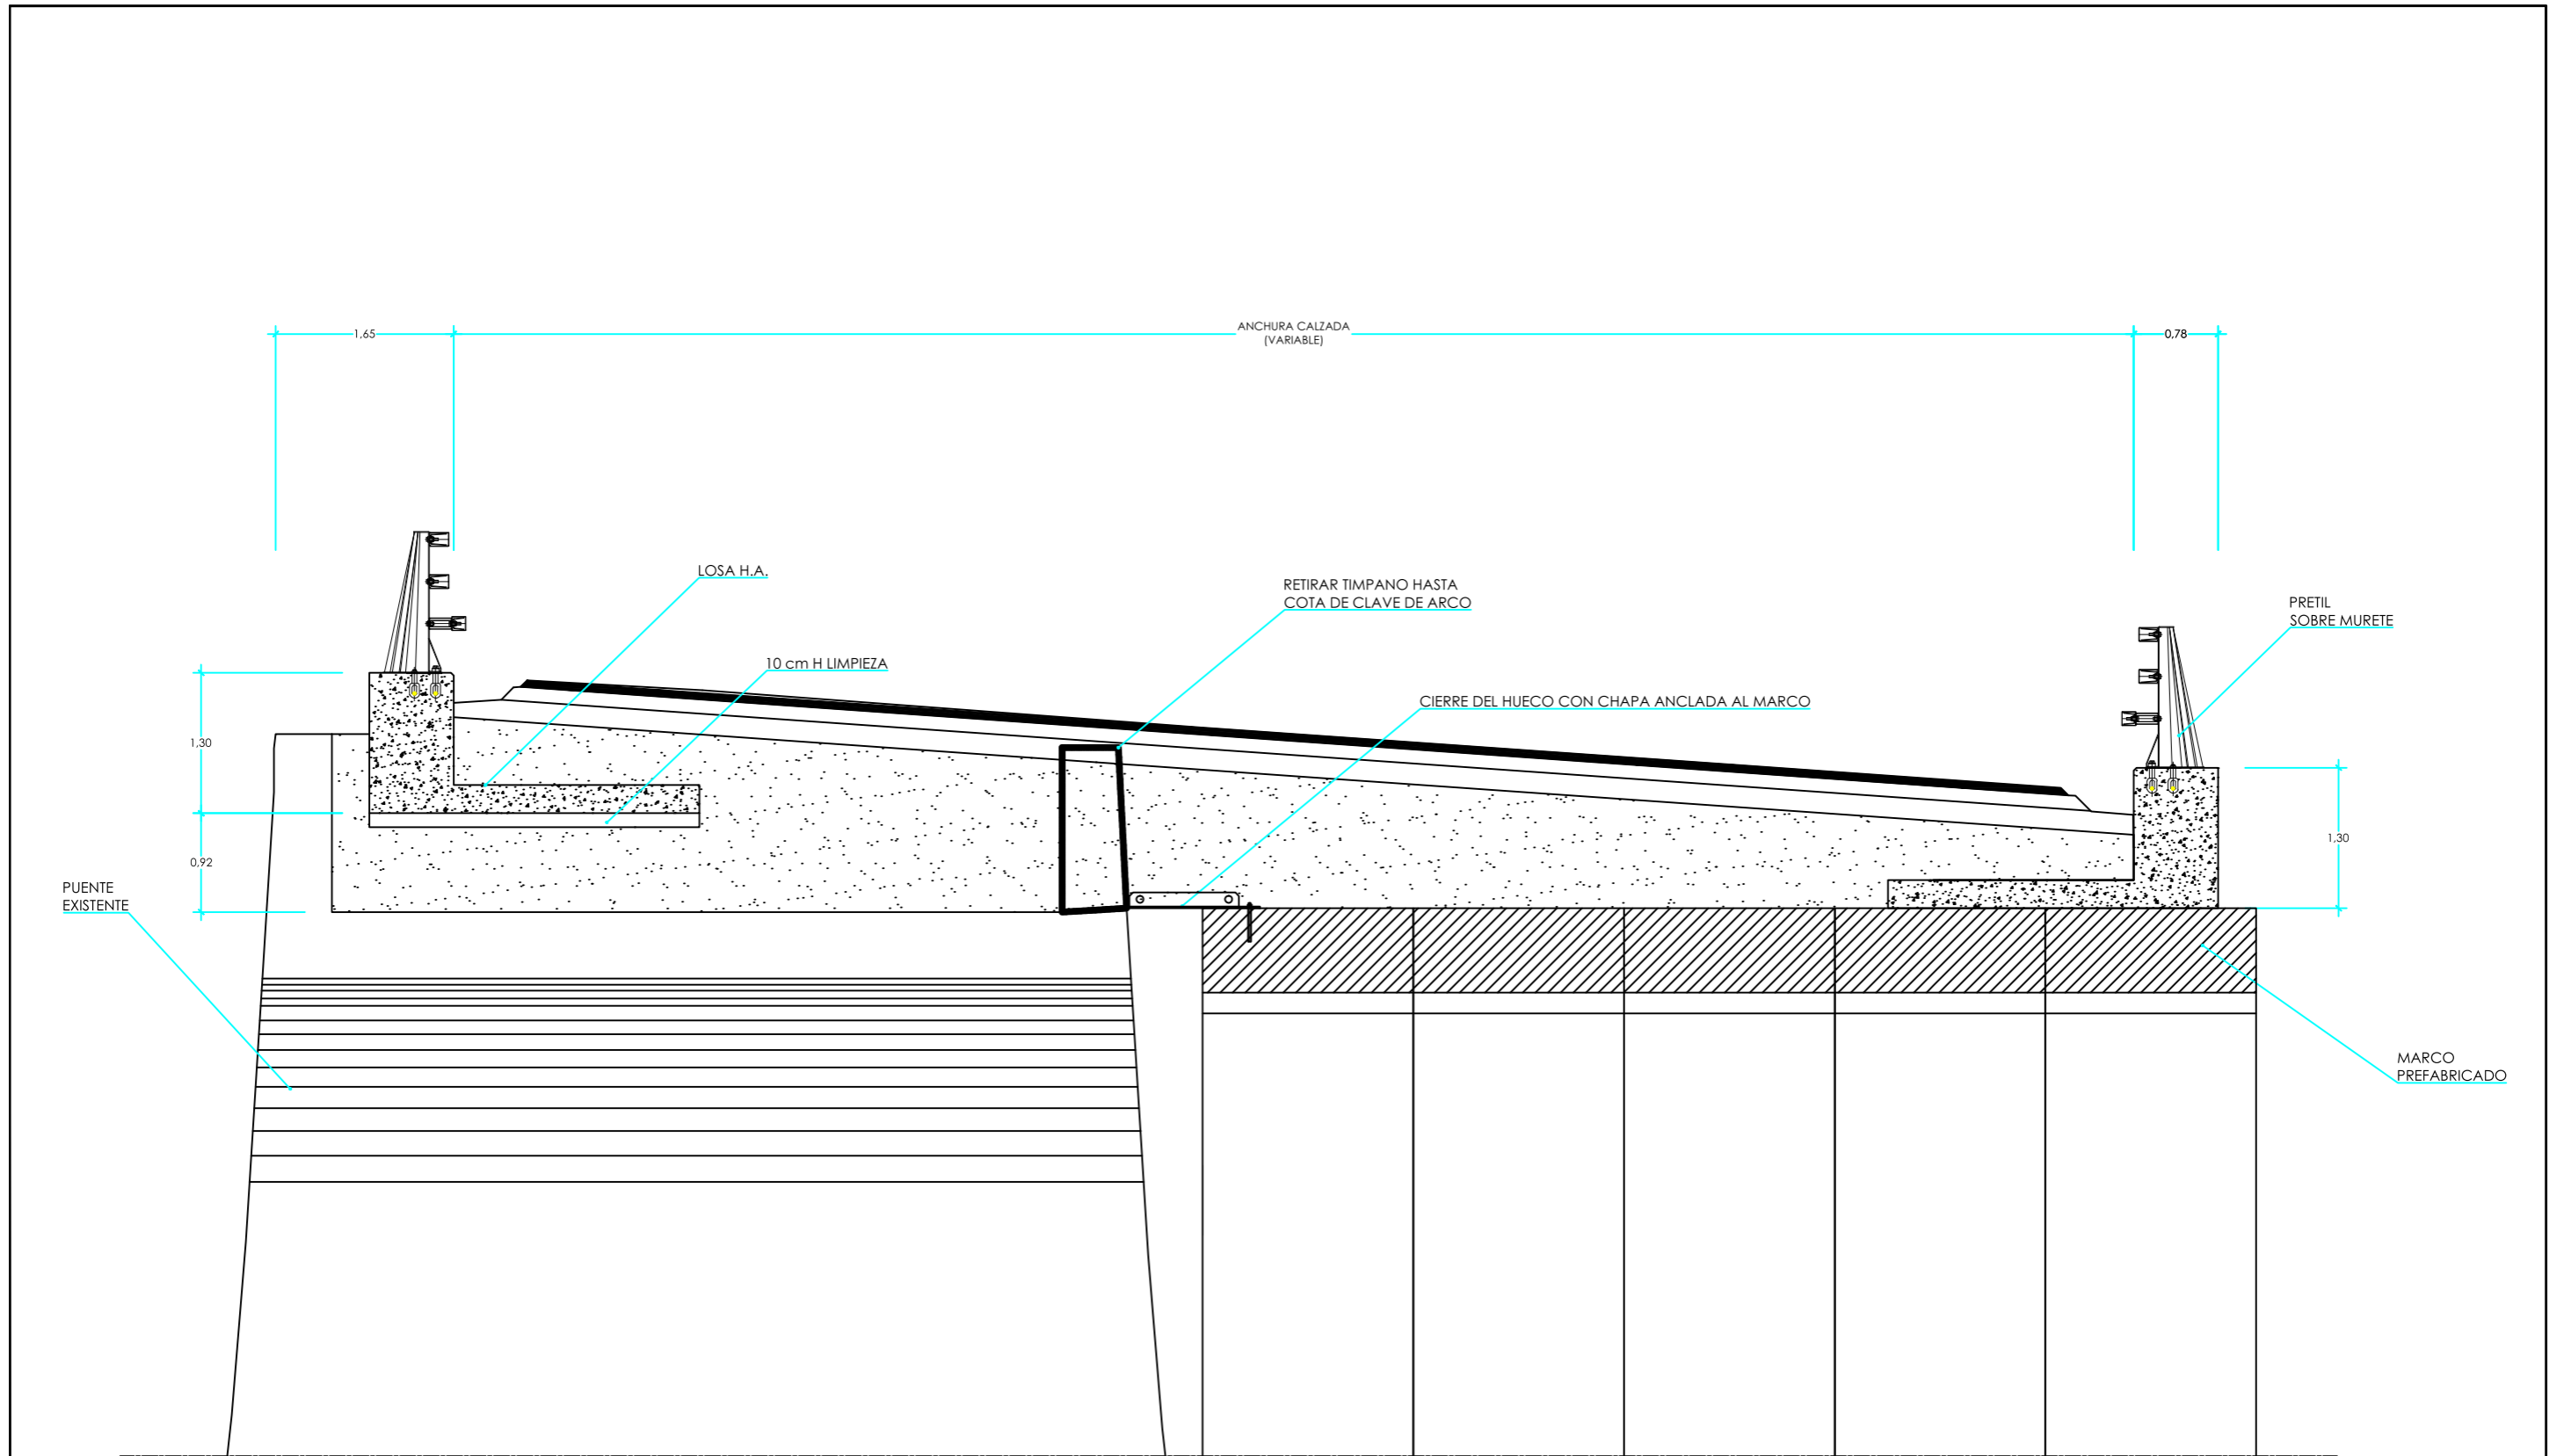 1,65
ANCHURA CALZADA
(VARIABLE)
0,78
LOSA H.A.
RETIRAR TIMPANO HASTA
COTA DE CLAVE DE ARCO
PRETIL
SOBRE MURETE
10 cm H LIMPIEZA
CIERRE DEL HUECO CON CHAPA ANCLADA AL MARCO
1,30
1,30
0,92
PUENTE
EXISTENTE
MARCO
PREFABRICADO